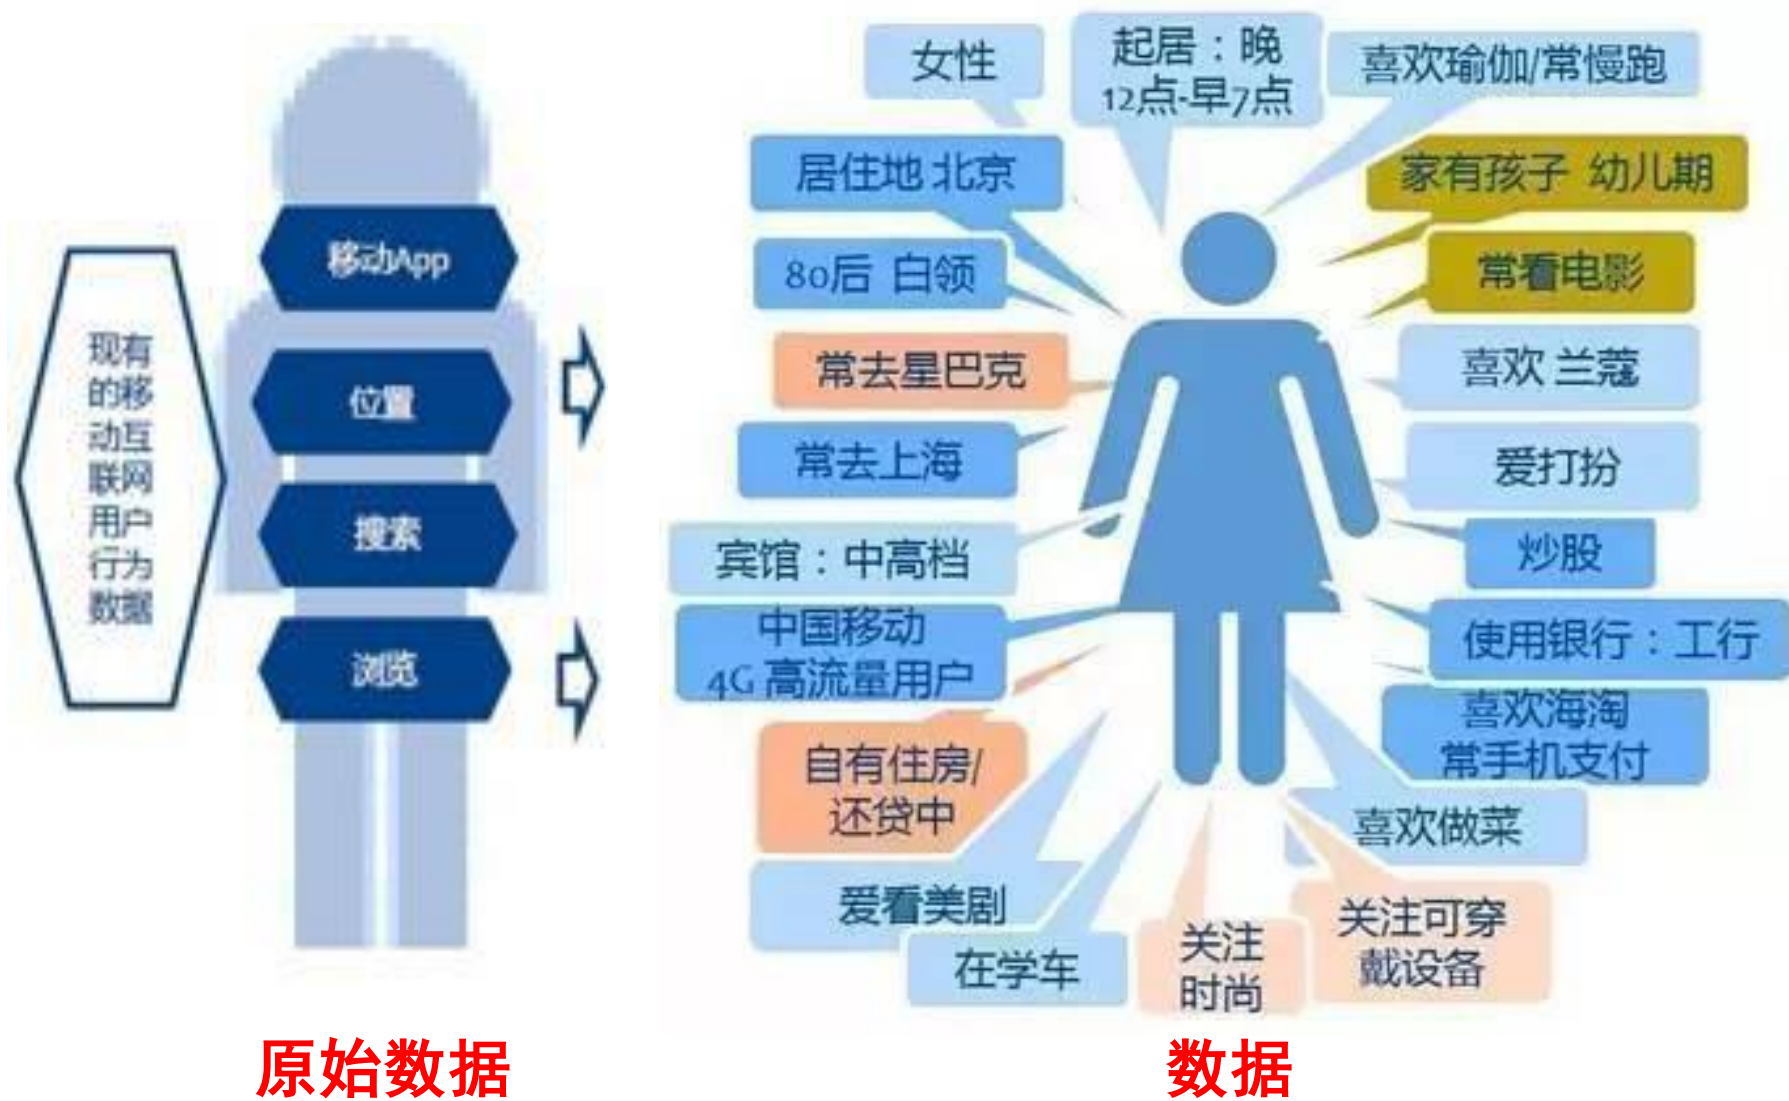 现有
的移
动互
联网
用户
行为
数据
移动App
位置
搜索
浏览
原始数据
女性
起居：晚
12点-早7点
喜欢瑜伽/常慢跑
居住地 北京
家有孩子 幼儿期
80后 白领
常看电影
常去星巴克
喜欢 兰蔻
常去上海
爱打扮
宾馆：中高档
炒股
中国移动
4G 高流量用户
使用银行：工行
喜欢海淘
常手机支付
自有住房/
还贷中
喜欢做菜
爱看美剧
在学车
关注
时尚
关注可穿
戴设备
数据